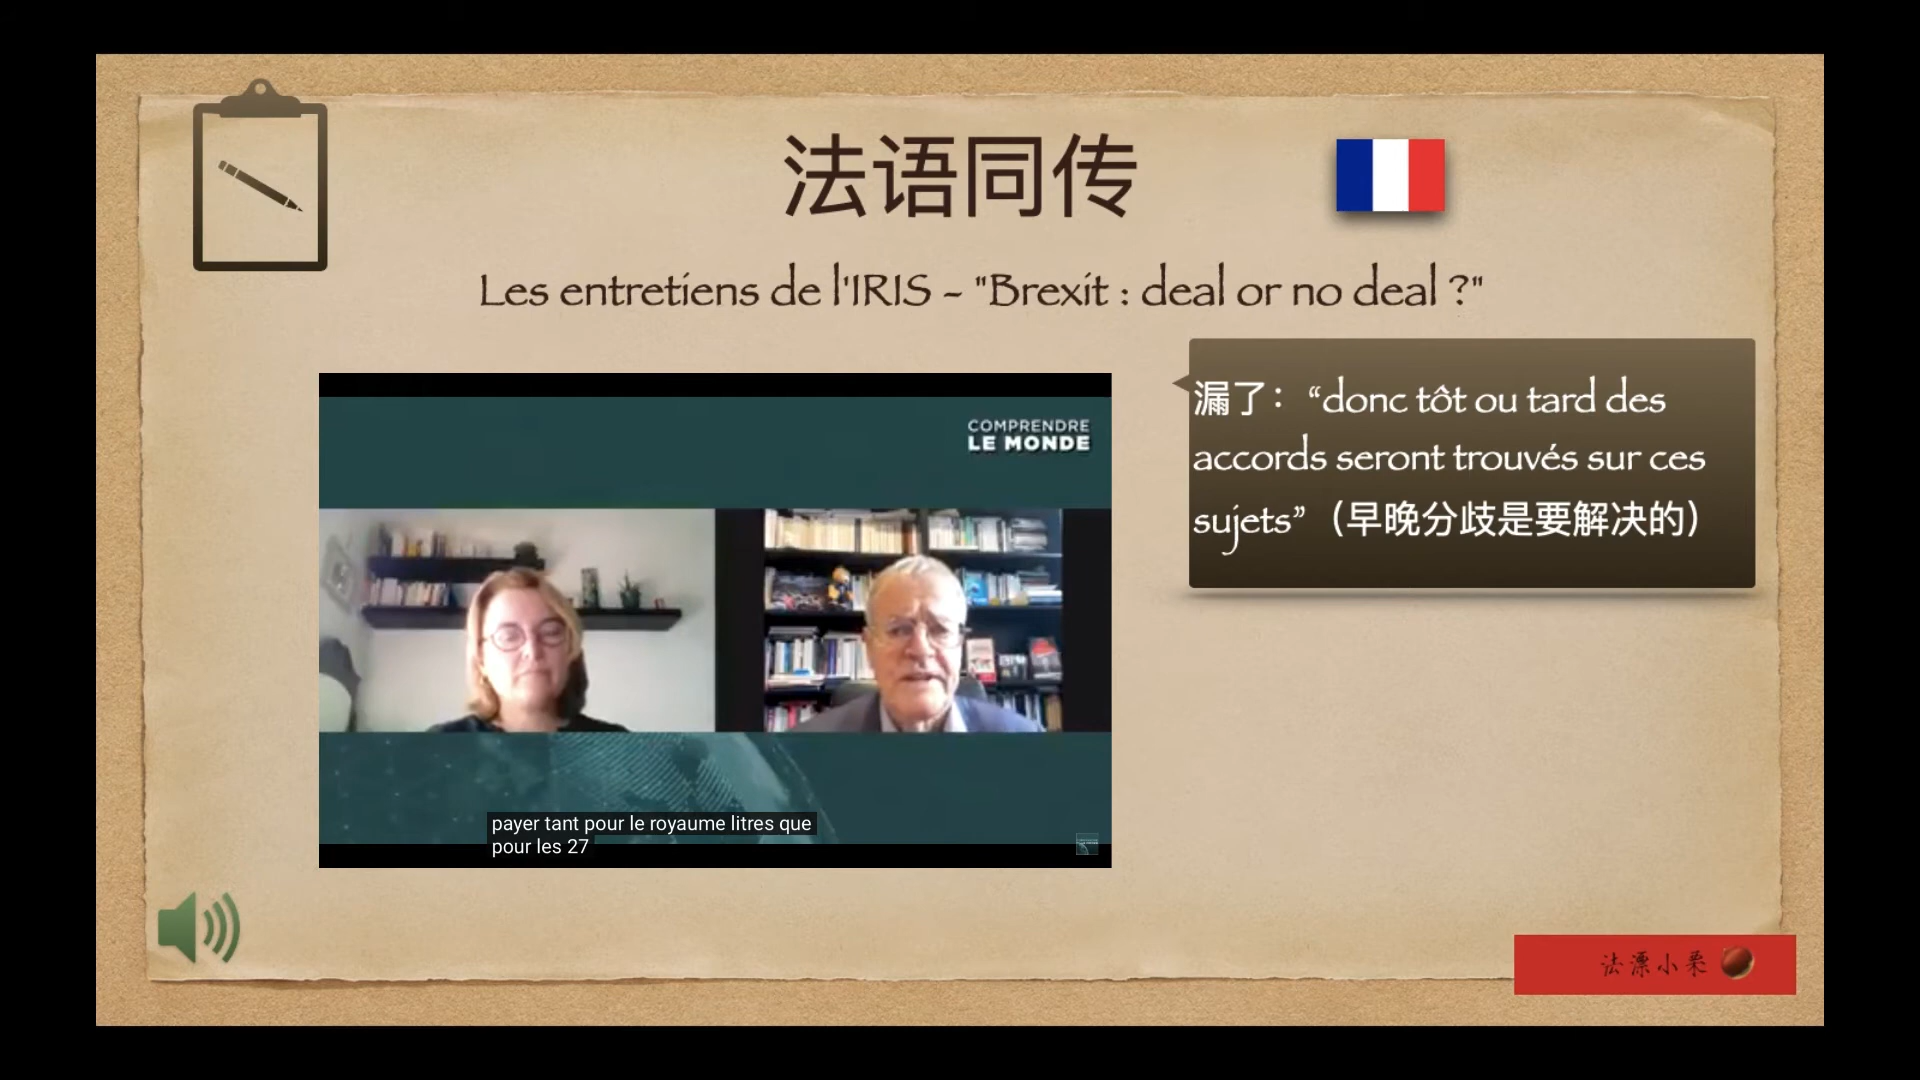 法语同传
Les entretiens de l'IRIS - "Brexit : deal or no deal ?"
漏了：“donc tôt ou tard des
accords seront trouvés sur ces
sujets”（早晚分歧是要解决的）
COMPRENDRE
LE MONDE
payer tant pour le royaume litres que
pour les 27
法漂小栗